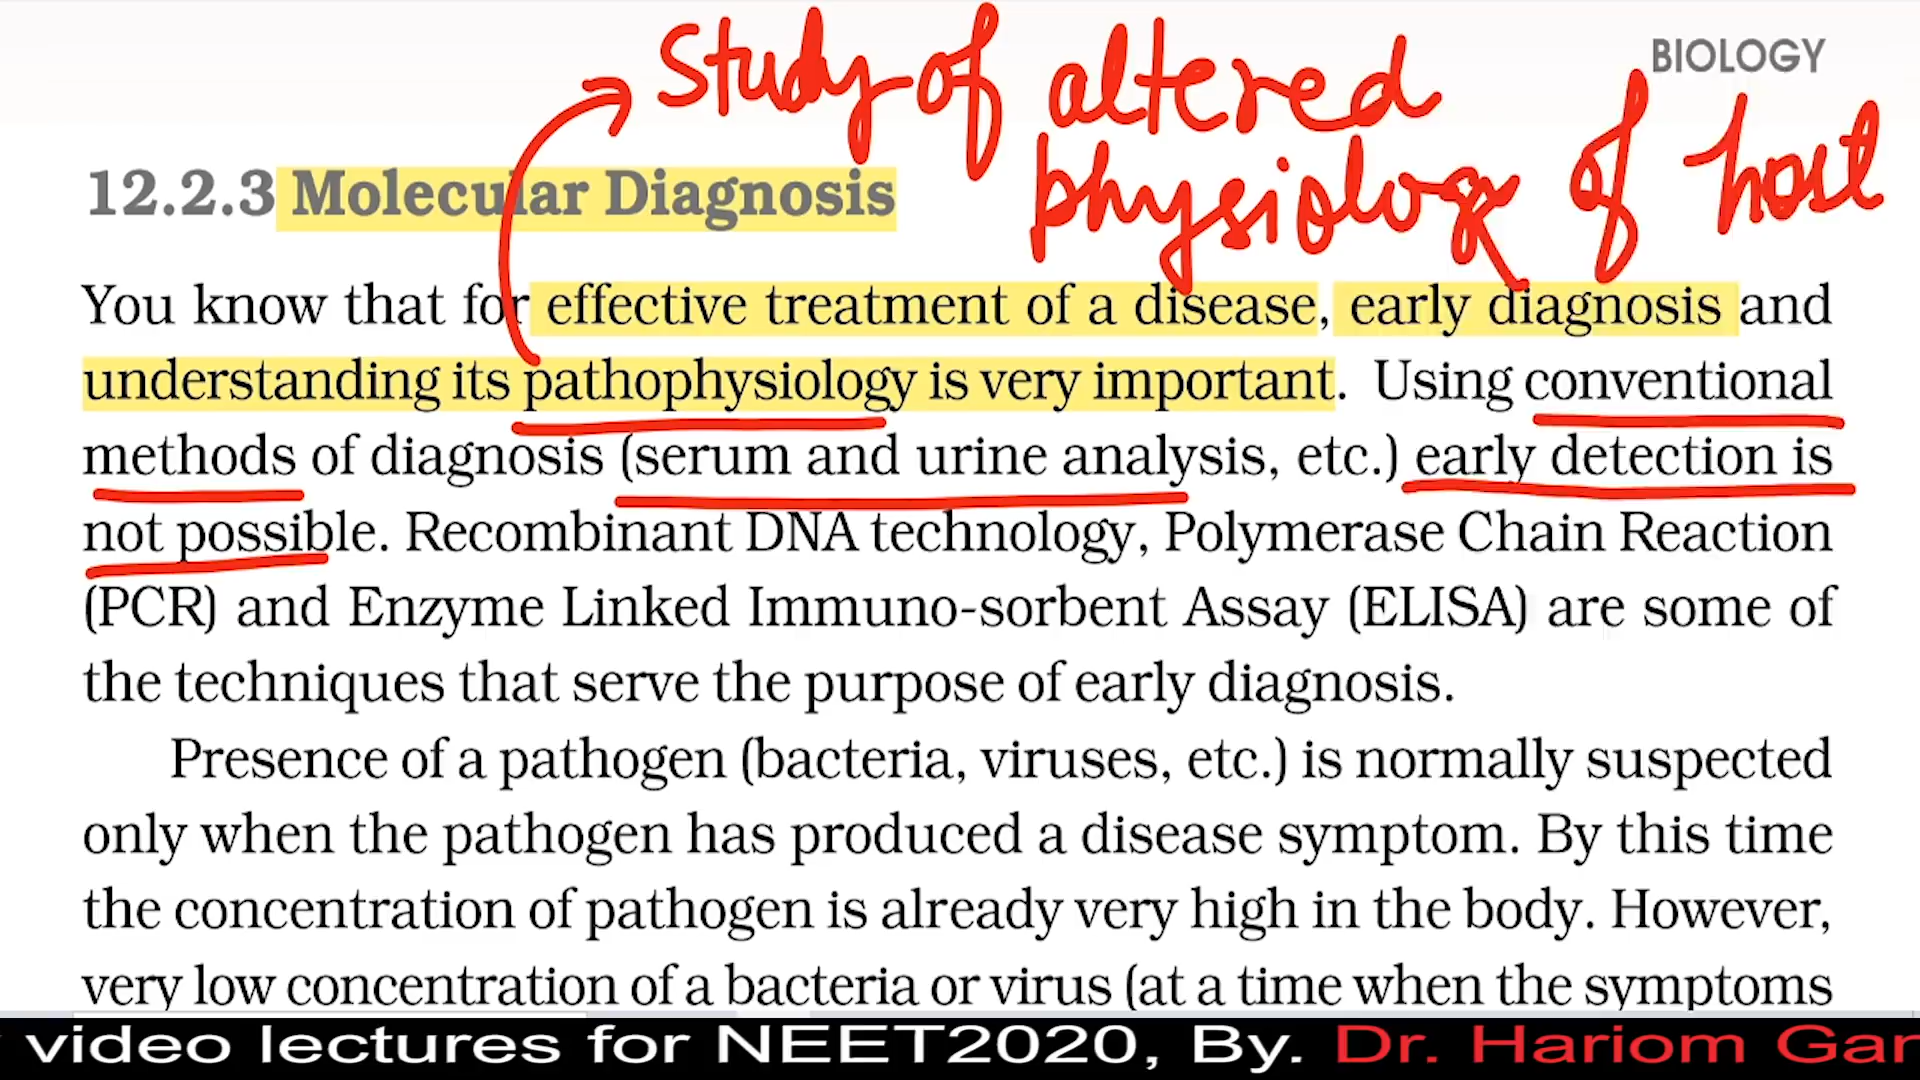 Study of altered
BIOLOGY
physiology of host
12.2.3 Molecular Diagnosis
You know that for effective treatment of a disease, early diagnosis and
understanding its pathophysiology is very important. Using conventional
methods of diagnosis (serum and urine analysis, etc.) early detection is
not possible. Recombinant DNA technology, Polymerase Chain Reaction
(PCR) and Enzyme Linked Immuno-sorbent Assay (ELISA) are some of
the techniques that serve the purpose of early diagnosis.
Presence of a pathogen (bacteria, viruses, etc.) is normally suspected
only when the pathogen has produced a disease symptom. By this time
the concentration of pathogen is already very high in the body. However,
very low concentration of a bacteria or virus (at a time when the symptoms
video lectures for NEET2020, By. Dr. Hariom Gan